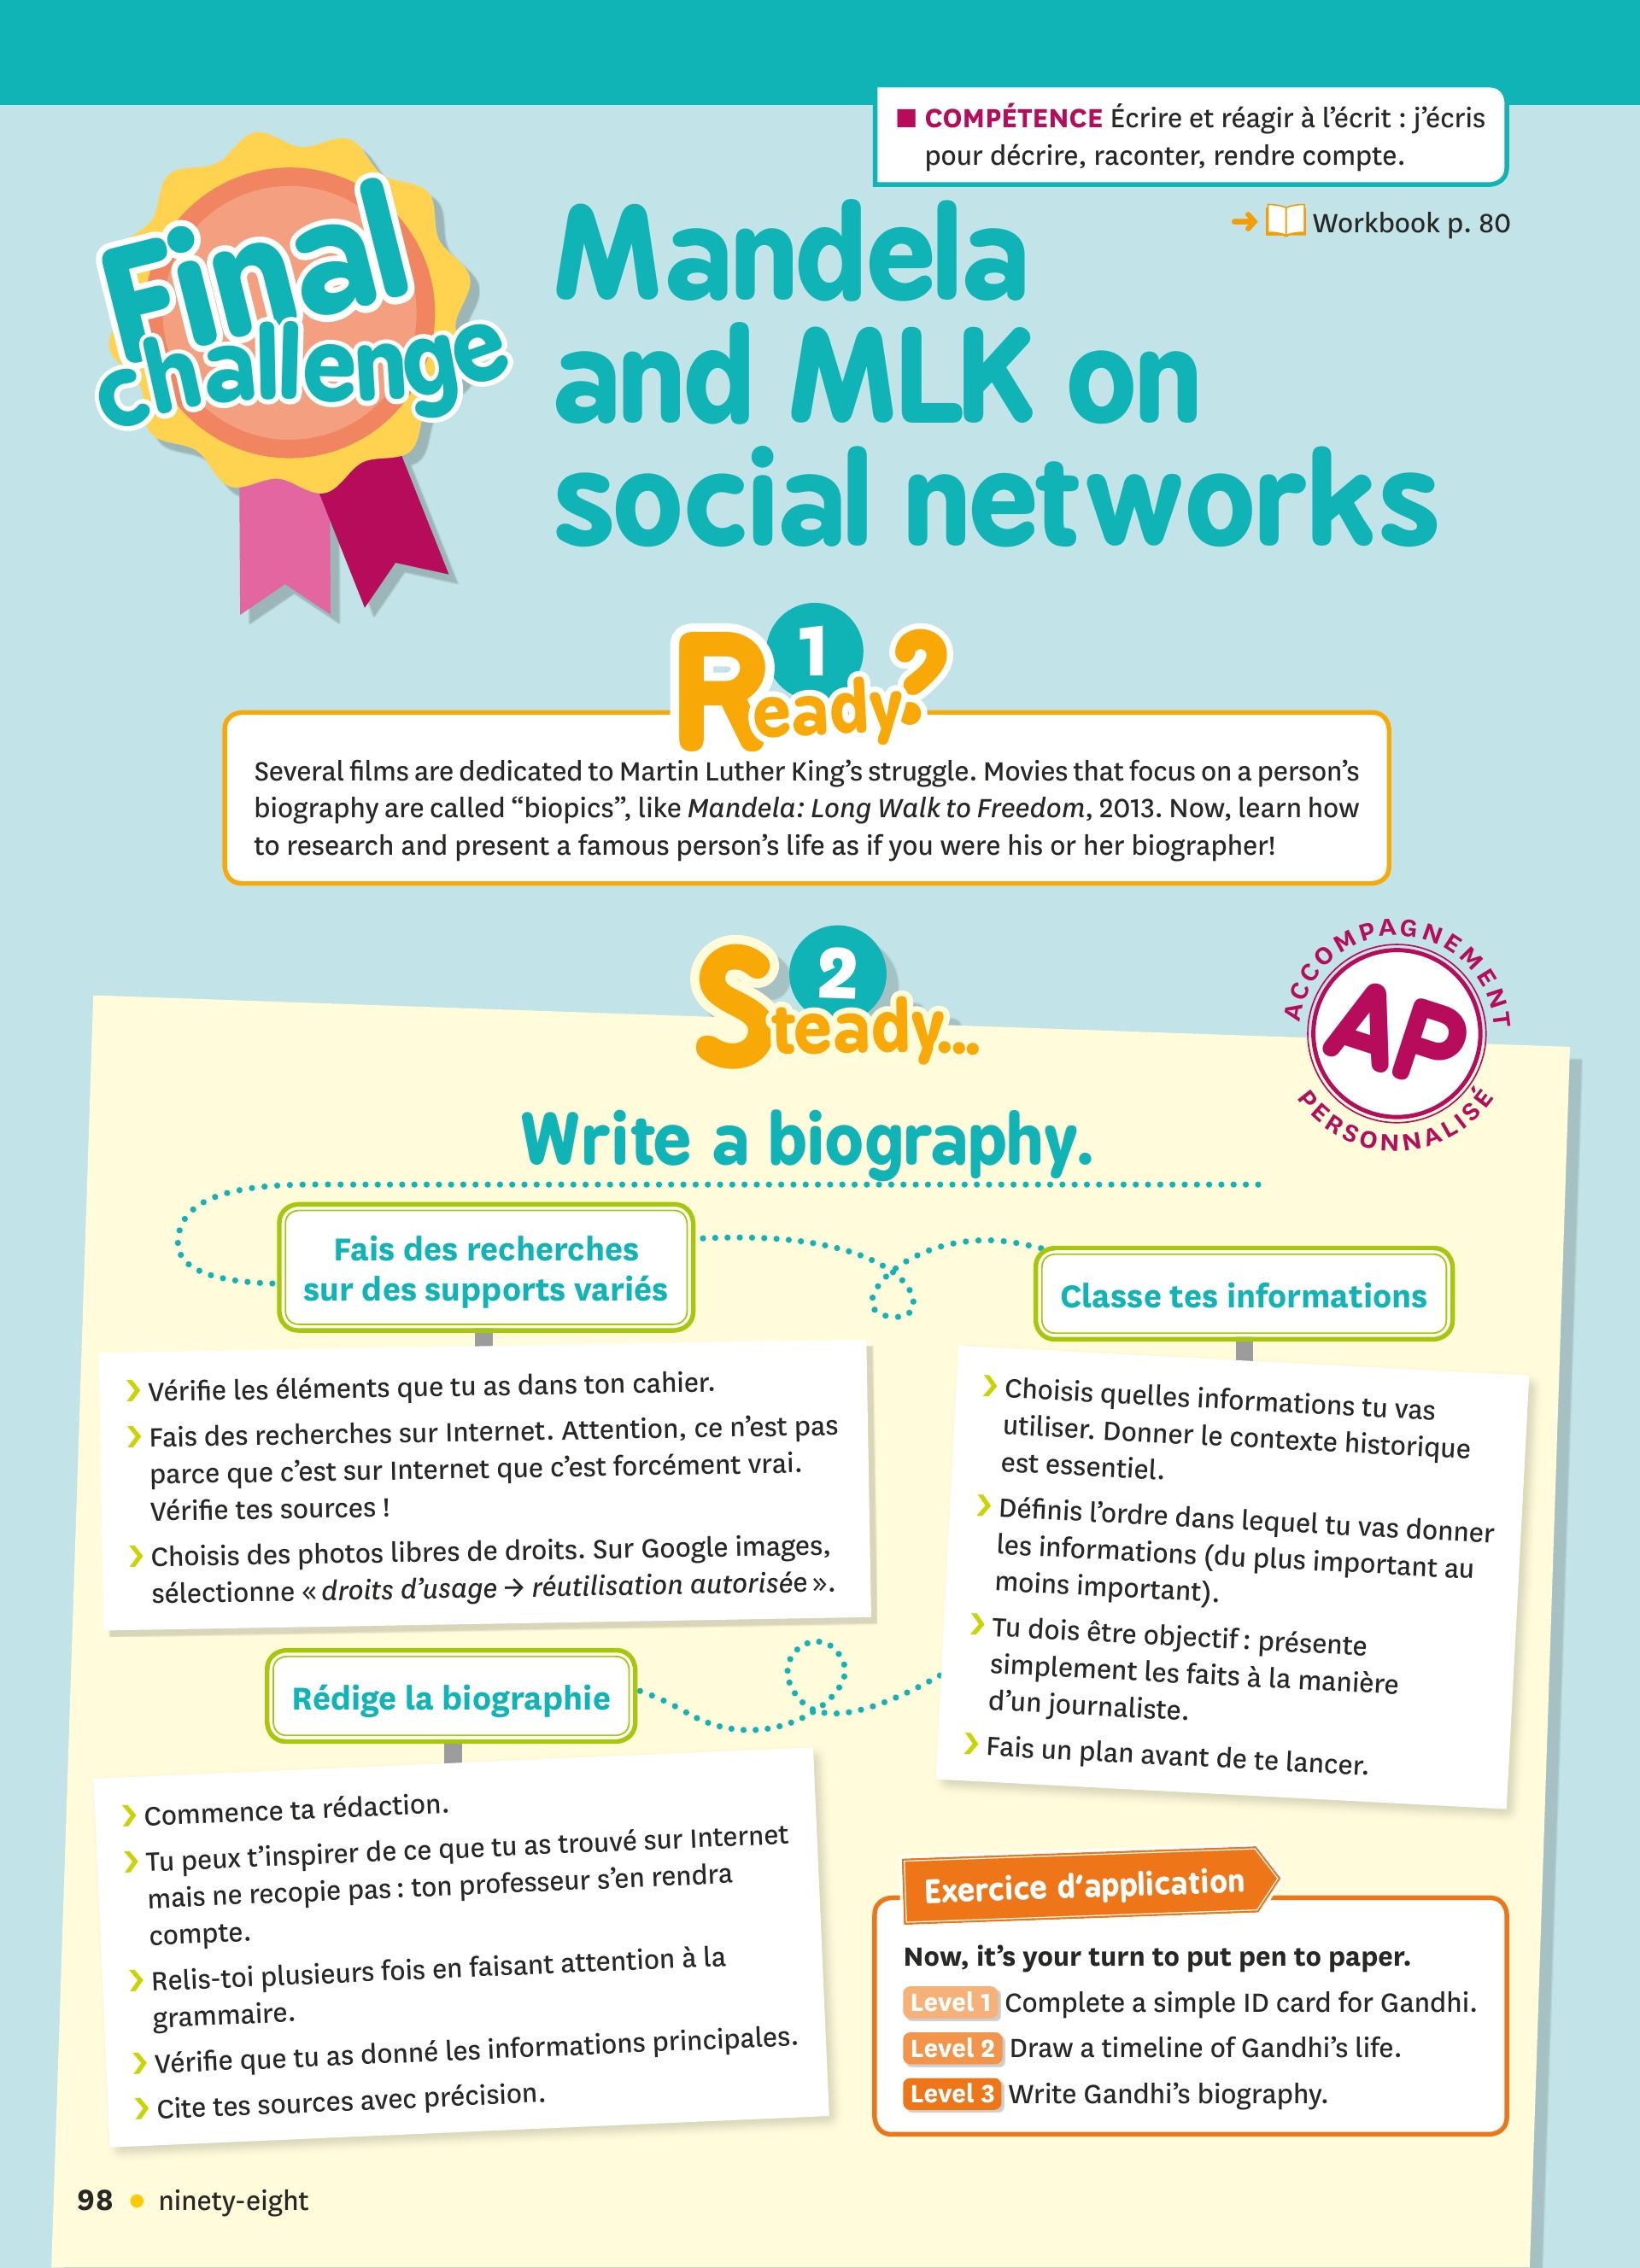 ■ COMPÉTENCE Écrire et réagir à l'écrit : j'écris
pour décrire, raconter, rendre compte.
➜ Workbook p. 80
Final
challenge
Mandela
and MLK on
social networks
1
Ready?
Several films are dedicated to Martin Luther King's struggle. Movies that focus on a person's
biography are called “biopics”, like Mandela: Long Walk to Freedom, 2013. Now, learn how
to research and present a famous person's life as if you were his or her biographer!
2
Steady...
ACCOMPAGNEMENT
AP
PERSONNALISÉ
Write a biography.
Fais des recherches
sur des supports variés
❯ Vérifie les éléments que tu as dans ton cahier.
❯ Fais des recherches sur Internet. Attention, ce n'est pas
parce que c'est sur Internet que c'est forcément vrai.
Vérifie tes sources !
❯ Choisis des photos libres de droits. Sur Google images,
sélectionne « droits d'usage → réutilisation autorisée ».
Classe tes informations
❯ Choisis quelles informations tu vas
utiliser. Donner le contexte historique
est essentiel.
❯ Définis l'ordre dans lequel tu vas donner
les informations (du plus important au
moins important).
❯ Tu dois être objectif : présente
simplement les faits à la manière
d'un journaliste.
❯ Fais un plan avant de te lancer.
Rédige la biographie
❯ Commence ta rédaction.
❯ Tu peux t'inspirer de ce que tu as trouvé sur Internet
mais ne recopie pas : ton professeur s'en rendra
compte.
❯ Relis-toi plusieurs fois en faisant attention à la
grammaire.
❯ Vérifie que tu as donné les informations principales.
❯ Cite tes sources avec précision.
Exercice d'application
Now, it's your turn to put pen to paper.
Level 1 Complete a simple ID card for Gandhi.
Level 2 Draw a timeline of Gandhi's life.
Level 3 Write Gandhi's biography.
98 • ninety-eight